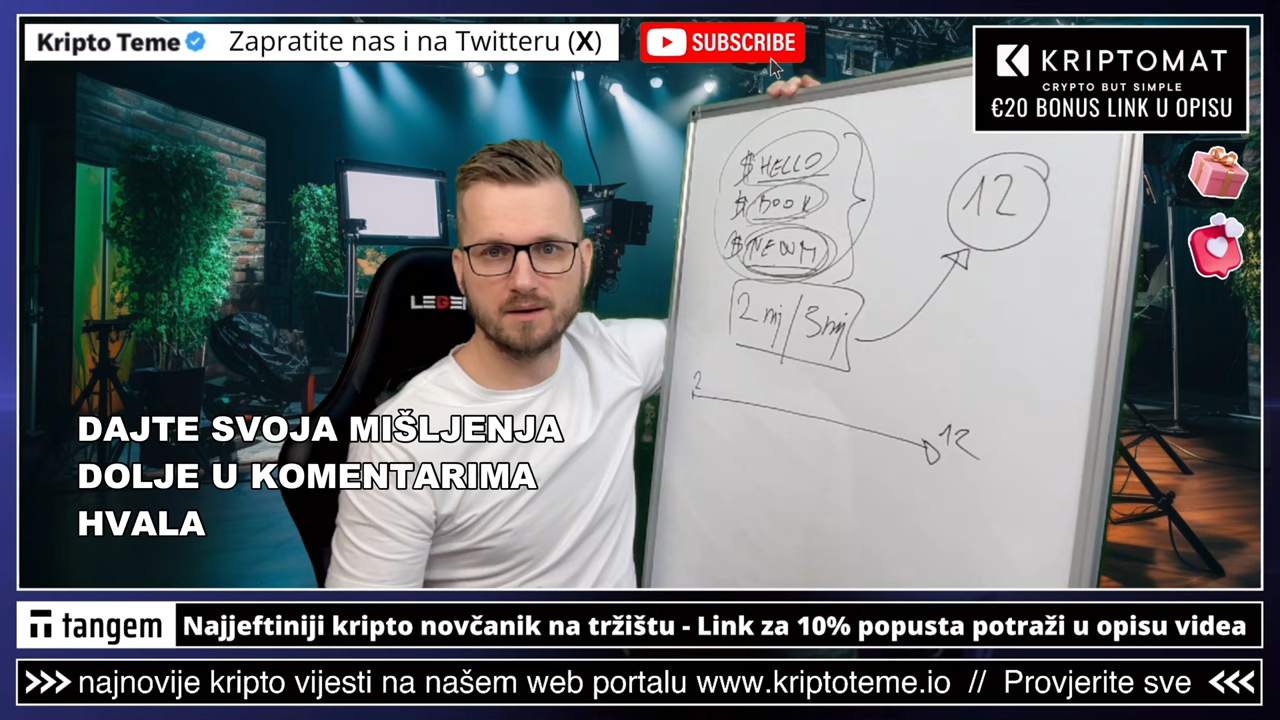 Kripto Teme
Zapratite nas i na Twitteru (X)
SUBSCRIBE
KRIPTOMAT
CRYPTO BUT SIMPLE
€20 BONUS LINK U OPISU
$HELLO
$BOOK
$NEWM
12
2 mj/3mj
2
12
DAJTE SVOJA MIŠLJENJA
DOLJE U KOMENTARIMA
HVALA
tangem
Najjeftiniji kripto novčanik na tržištu - Link za 10% popusta potraži u opisu videa
>>> najnovije kripto vijesti na našem web portalu www.kriptoteme.io // Provjerite sve <<<